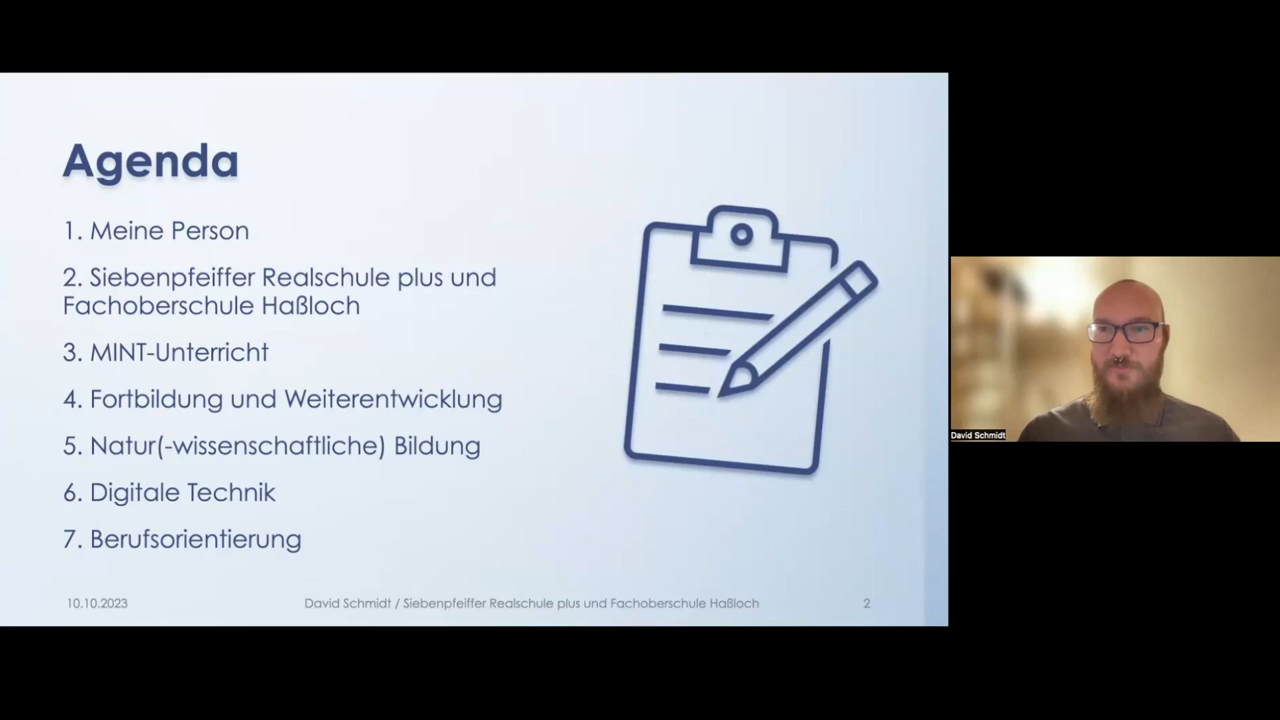 Agenda
1. Meine Person
2. Siebenpfeiffer Realschule plus und
Fachoberschule Haßloch
3. MINT-Unterricht
4. Fortbildung und Weiterentwicklung
5. Natur(-wissenschaftliche) Bildung
6. Digitale Technik
7. Berufsorientierung
10.10.2023
David Schmidt / Siebenpfeiffer Realschule plus und Fachoberschule Haßloch
2
David Schmidt